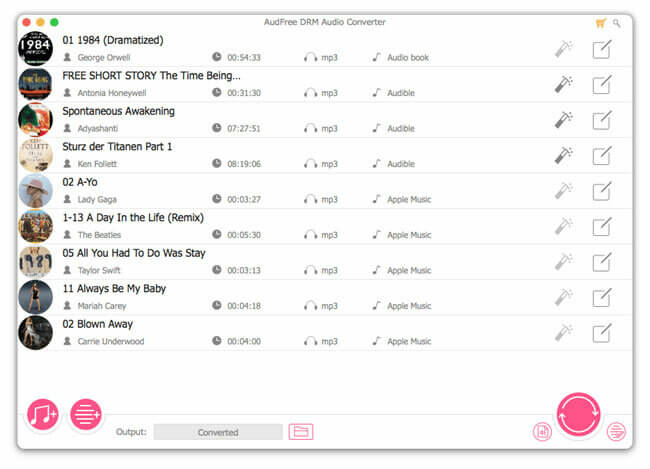 AudFree DRM Audio Converter
1984
01 1984 (Dramatized)
George Orwell 00:54:33 mp3 Audio book
FREE SHORT STORY The Time Being...
Antonia Honeywell 00:31:30 mp3 Audible
Spontaneous Awakening
Adyashanti 07:27:51 mp3 Audible
KEN
FOLLETT
Sturz der Titanen Part 1
Ken Follett 08:19:06 mp3 Audible
02 A-Yo
Lady Gaga 00:03:27 mp3 Apple Music
1-13 A Day In the Life (Remix)
The Beatles 00:05:30 mp3 Apple Music
1989
05 All You Had To Do Was Stay
Taylor Swift 00:03:13 mp3 Apple Music
11 Always Be My Baby
Mariah Carey 00:04:18 mp3 Apple Music
02 Blown Away
Carrie Underwood 00:04:00 mp3 Apple Music
Output: Converted